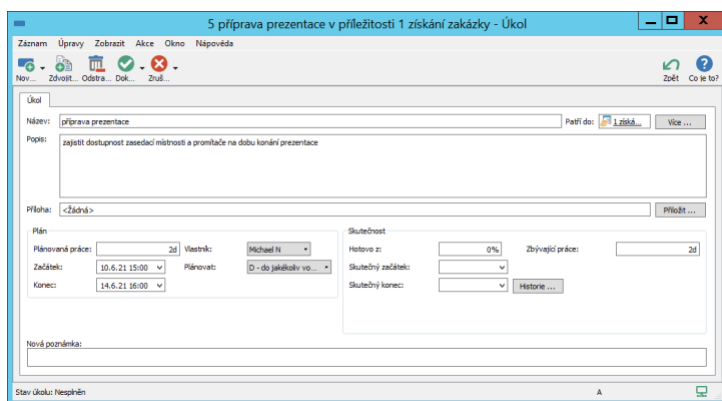 5 příprava prezentace v příležitosti 1 získání zakázky - Úkol
Záznam Úpravy Zobrazit Akce Okno Nápověda
Nov... Zdvojit... Odstra... Dok... Zruš... Zpět Co je to?
Úkol
Název: příprava prezentace Patří do: 1 získá... Více ...
Popis: zajistit dostupnost zasedací místnosti a promítače na dobu konání prezentace
Příloha: <Žádná> Přiložit ...
Plán Skutečnost
Plánovaná práce: 2d Vlastník: Michael N Hotovo z: 0% Zbývající práce: 2d
Začátek: 10.6.21 15:00 Plánovat: D - do jakékoliv vo... Skutečný začátek:
Konec: 14.6.21 16:00 Skutečný konec: Historie ...
Nová poznámka:
Stav úkolu: Nesplněn A